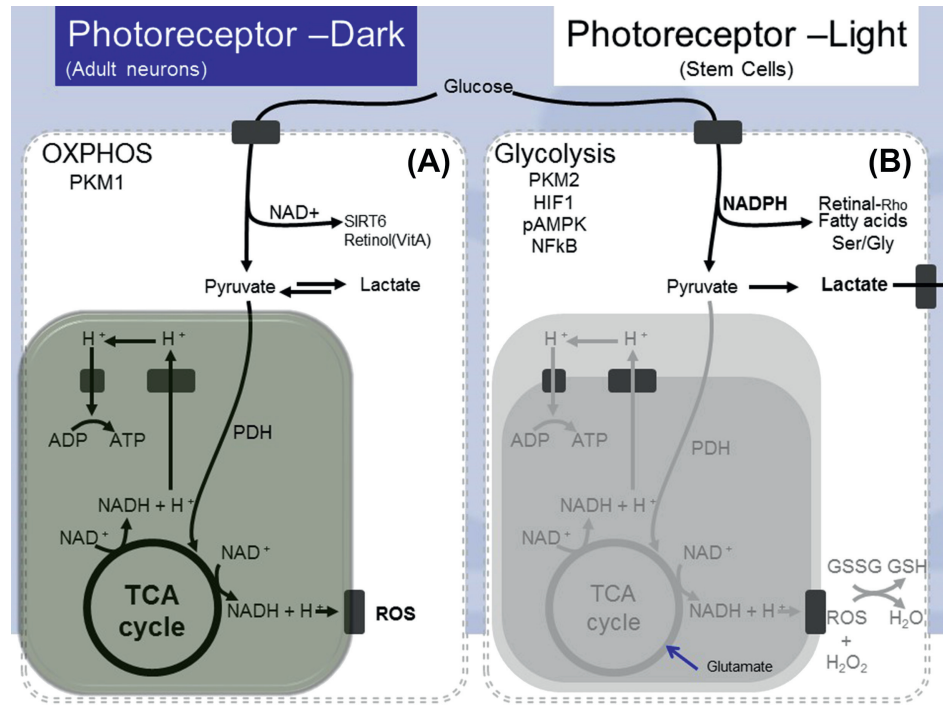 Photoreceptor –Dark
(Adult neurons)
Photoreceptor –Light
(Stem Cells)
Glucose
OXPHOS
PKM1
(A)
NAD+
SIRT6
Retinol(VitA)
Pyruvate
Lactate
H+
H+
ADP
ATP
PDH
NADH + H+
NAD+
NAD+
TCA
cycle
NADH + H+
ROS
Glycolysis
PKM2
HIF1
pAMPK
NFkB
(B)
NADPH
Retinal-Rho
Fatty acids
Ser/Gly
Pyruvate
Lactate
H+
H+
ADP
ATP
PDH
NADH + H+
NAD+
NAD+
TCA
cycle
NADH + H+
Glutamate
GSSG GSH
ROS
+
H2O2
H2O